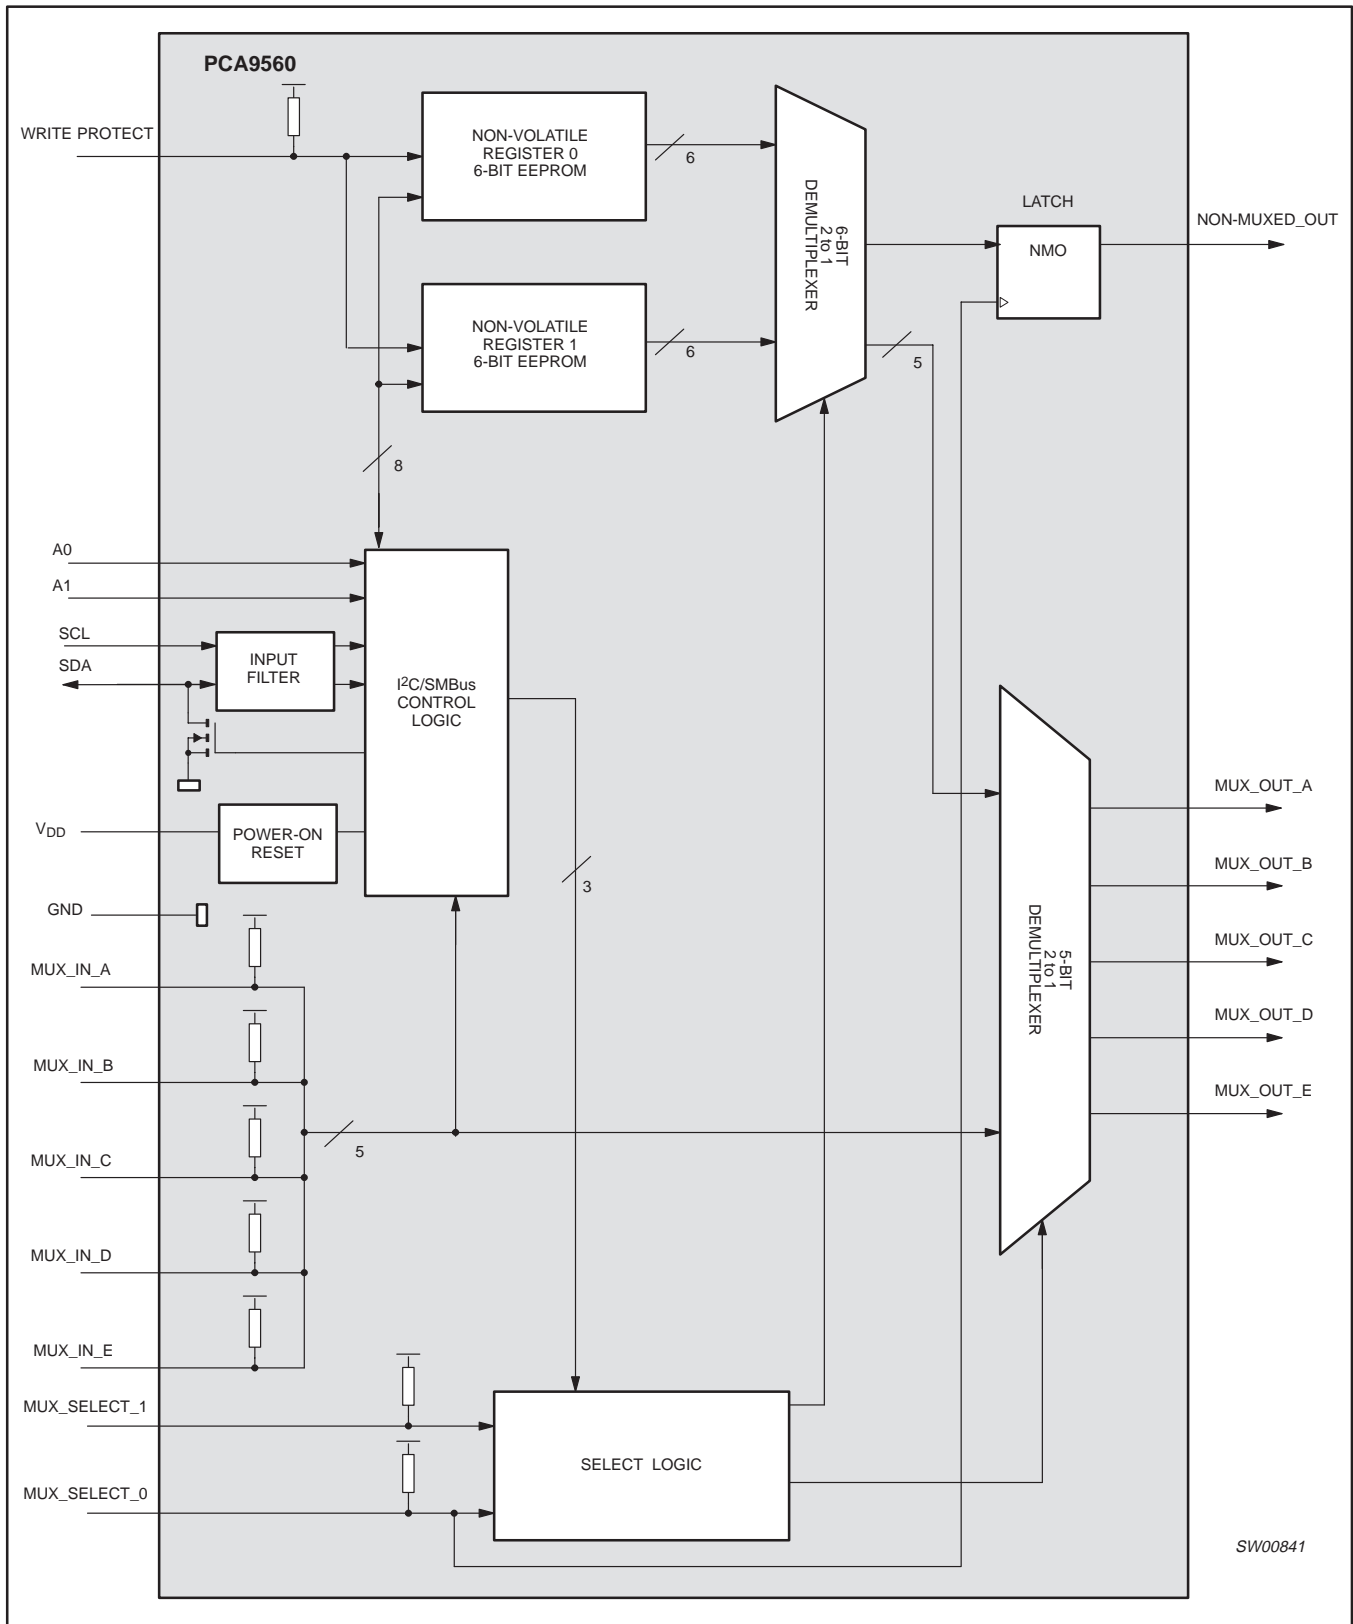 PCA9560
WRITE PROTECT
NON-VOLATILE
REGISTER 0
6-BIT EEPROM
6
6-BIT
2 to 1
DEMULTIPLEXER
LATCH
NMO
NON-MUXED_OUT
NON-VOLATILE
REGISTER 1
6-BIT EEPROM
6
5
8
A0
A1
SCL
SDA
INPUT
FILTER
I²C/SMBus
CONTROL
LOGIC
VDD
POWER-ON
RESET
3
GND
MUX_IN_A
MUX_IN_B
MUX_IN_C
5
MUX_IN_D
MUX_IN_E
5-BIT
2 to 1
DEMULTIPLEXER
MUX_OUT_A
MUX_OUT_B
MUX_OUT_C
MUX_OUT_D
MUX_OUT_E
MUX_SELECT_1
MUX_SELECT_0
SELECT LOGIC
SW00841